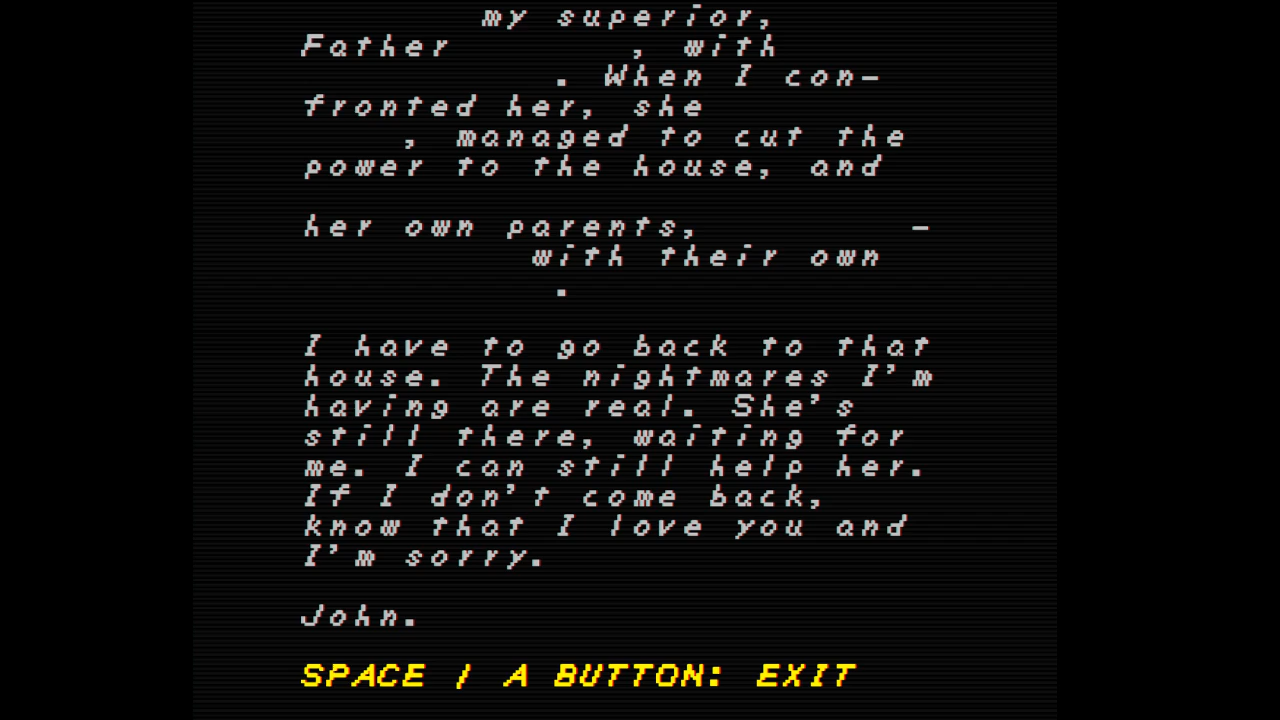 my superior,
Father , with
. When I con-
fronted her, she
, managed to cut the
power to the house, and
her own parents, -
with their own
.
I have to go back to that
house. The nightmares I'm
having are real. She's
still there, waiting for
me. I can still help her.
If I don't come back,
know that I love you and
I'm sorry.
John.
SPACE / A BUTTON: EXIT